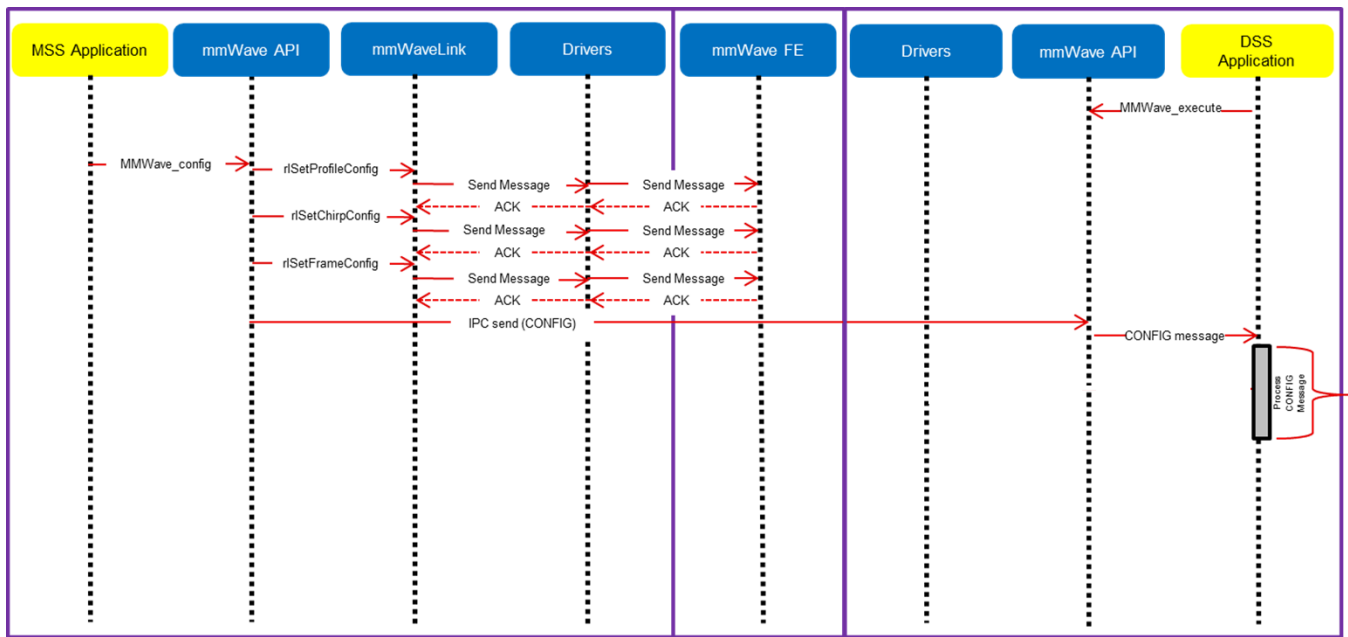 MSS Application
mmWave API
mmWaveLink
Drivers
mmWave FE
Drivers
mmWave API
DSS
Application
MMWave_execute
MMWave_config
rlSetProfileConfig
Send Message
Send Message
ACK
ACK
rlSetChirpConfig
Send Message
Send Message
ACK
ACK
rlSetFrameConfig
Send Message
Send Message
ACK
ACK
IPC send (CONFIG)
CONFIG message
Process
CONFIG
Message